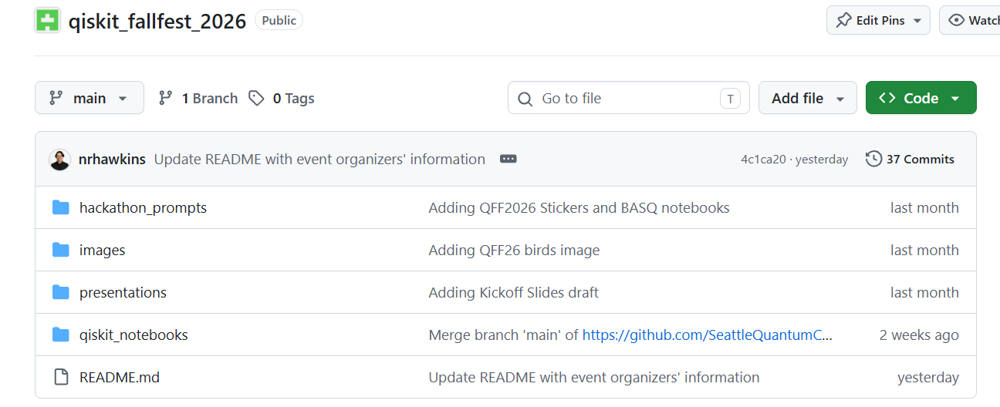 qiskit_fallfest_2026 Public Edit Pins Watch
main 1 Branch 0 Tags Go to file T Add file Code
nrhawkins Update README with event organizers' information 4c1ca20 · yesterday 37 Commits
hackathon_prompts Adding QFF2026 Stickers and BASQ notebooks last month
images Adding QFF26 birds image last month
presentations Adding Kickoff Slides draft last month
qiskit_notebooks Merge branch 'main' of https://github.com/SeattleQuantumC... 2 weeks ago
README.md Update README with event organizers' information yesterday